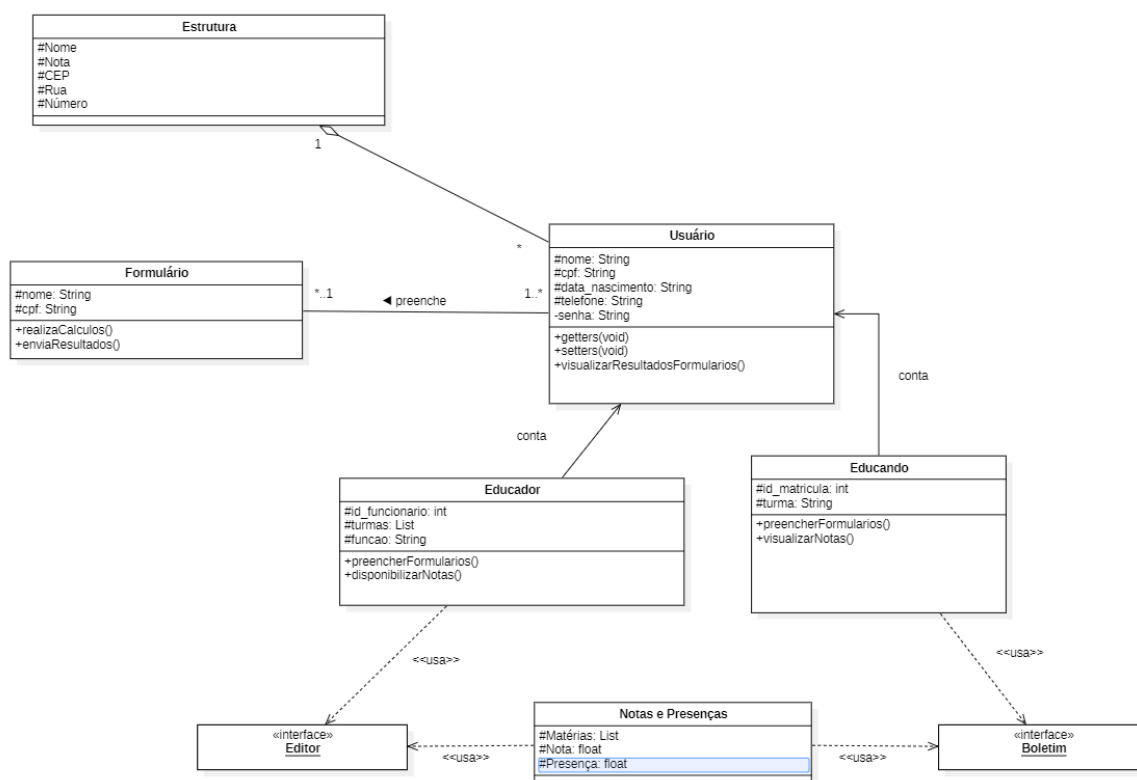 Estrutura
#Nome
#Nota
#CEP
#Rua
#Número
1
*
Usuário
#nome: String
#cpf: String
#data_nascimento: String
#telefone: String
-senha: String
+getters(void)
+setters(void)
+visualizarResultadosFormularios()
Formulário
#nome: String
#cpf: String
+realizaCalculos()
+enviaResultados()
*..1
◄ preenche
1..*
conta
conta
Educador
#id_funcionario: int
#turmas: List
#funcao: String
+preencherFormularios()
+disponibilizarNotas()
Educando
#id_matricula: int
#turma: String
+preencherFormularios()
+visualizarNotas()
<<usa>>
<<usa>>
«interface»
Editor
<<usa>>
Notas e Presenças
#Matérias: List
#Nota: float
#Presença: float
<<usa>>
«interface»
Boletim